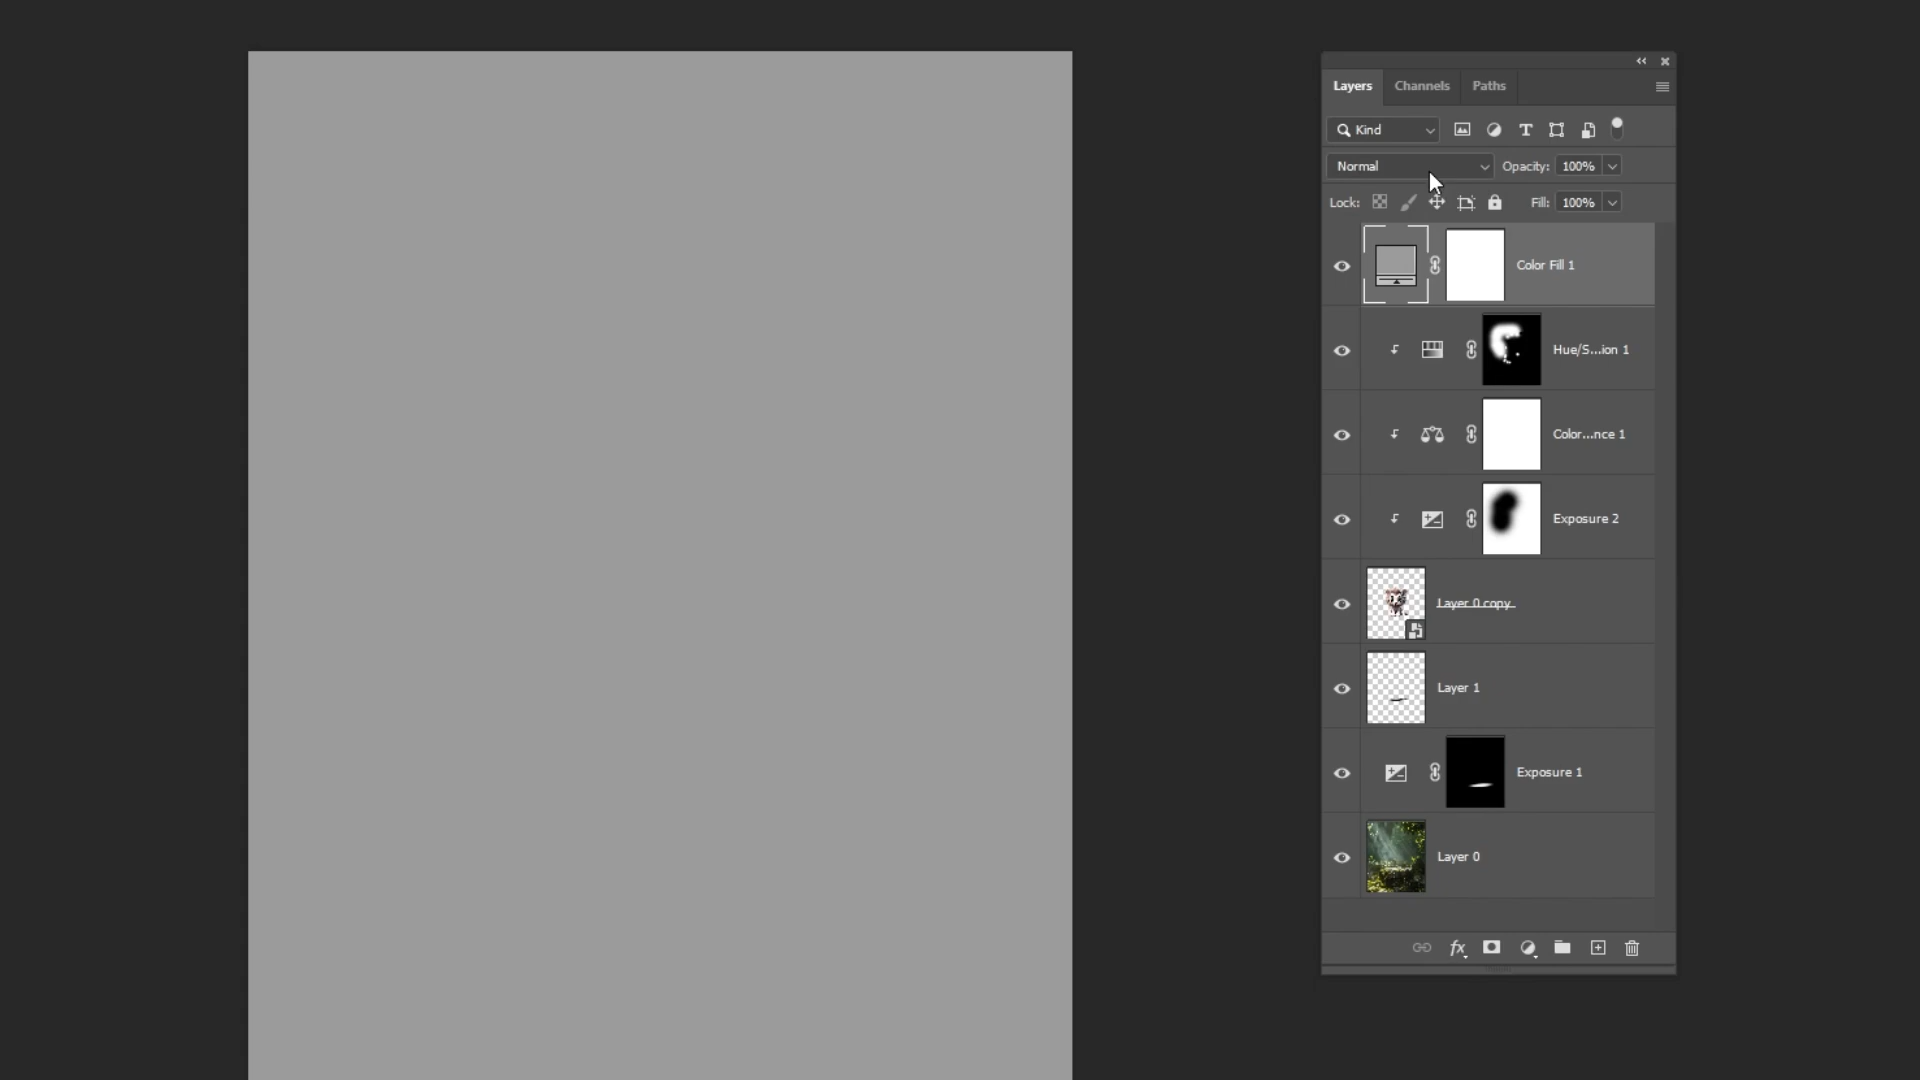 Layers Channels Paths
Kind
Normal Opacity: 100%
Lock: Fill: 100%
Color Fill 1
Hue/S...ion 1
Color...nce 1
Exposure 2
Layer 0 copy
Layer 1
Exposure 1
Layer 0
fx